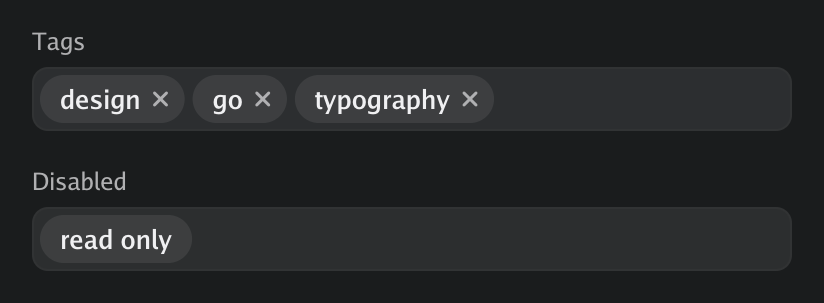 Tags
design × go × typography ×
Disabled
read only